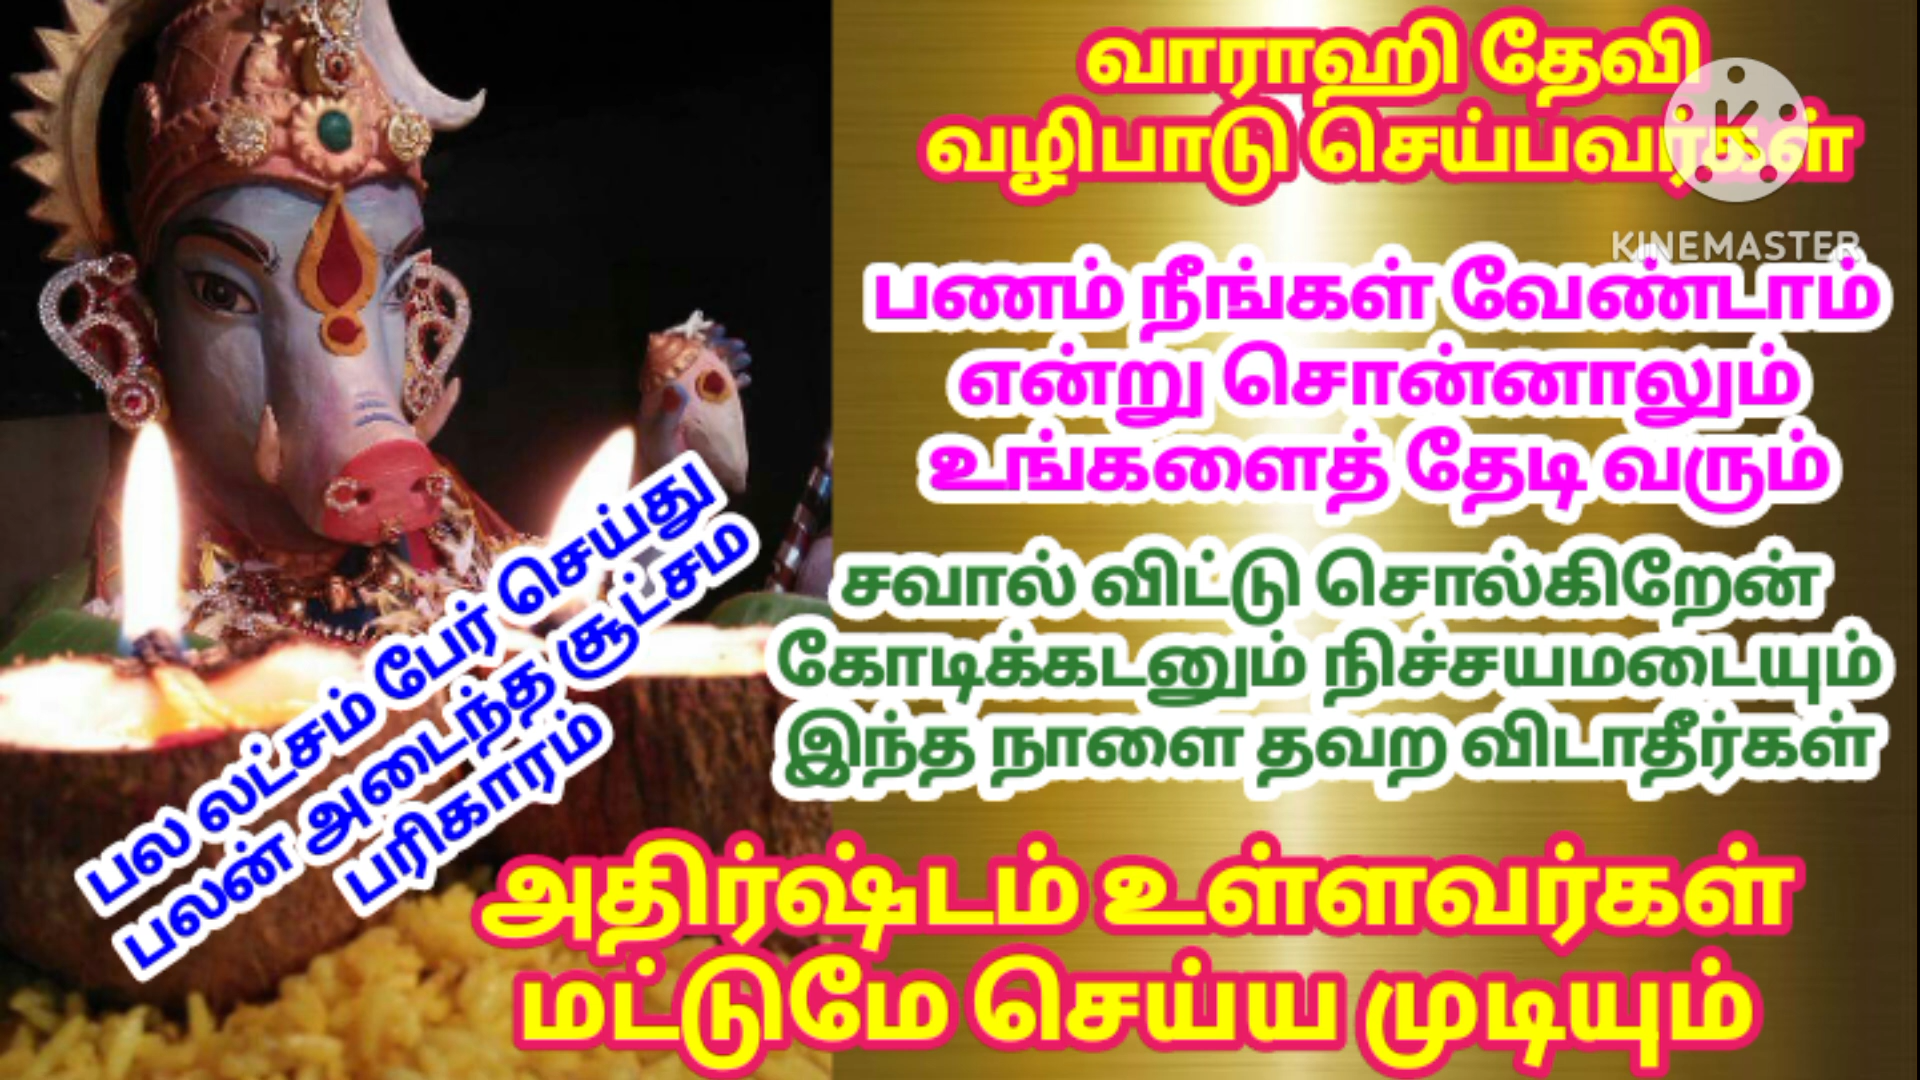 வாராஹி தேவி
வழிபாடு செய்பவர்கள்
KINEMASTER
பணம் நீங்கள் வேண்டாம்
என்று சொன்னாலும்
உங்களைத் தேடி வரும்
சவால் விட்டு சொல்கிறேன்
கோடிக்கடனும் நிச்சயமடையும்
இந்த நாளை தவற விடாதீர்கள்
பல லட்சம் பேர் செய்து
பலன் அடைந்த சூட்சம
பரிகாரம்
அதிர்ஷ்டம் உள்ளவர்கள்
மட்டுமே செய்ய முடியும்